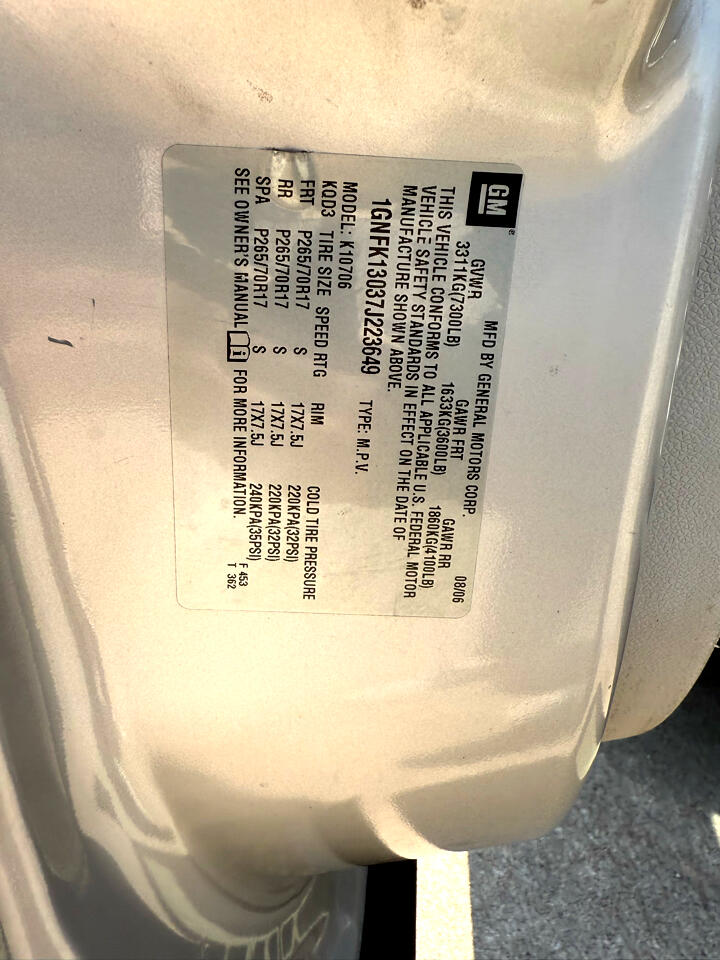 GM
MFD BY GENERAL MOTORS CORP. 08/06
GVWR GAWR FRT GAWR RR
3311KG(7300LB) 1633KG(3600LB) 1860KG(4100LB)
THIS VEHICLE CONFORMS TO ALL APPLICABLE U.S. FEDERAL MOTOR
VEHICLE SAFETY STANDARDS IN EFFECT ON THE DATE OF
MANUFACTURE SHOWN ABOVE.
1GNFK13037J223649 TYPE: M.P.V.
MODEL: K10706
KQD3 TIRE SIZE SPEED RTG RIM COLD TIRE PRESSURE
FRT P265/70R17 S 17X7.5J 220KPA(32PSI)
RR P265/70R17 S 17X7.5J 220KPA(32PSI)
SPA P265/70R17 S 17X7.5J 240KPA(35PSI)
SEE OWNER'S MANUAL FOR MORE INFORMATION.
F 453
T 362